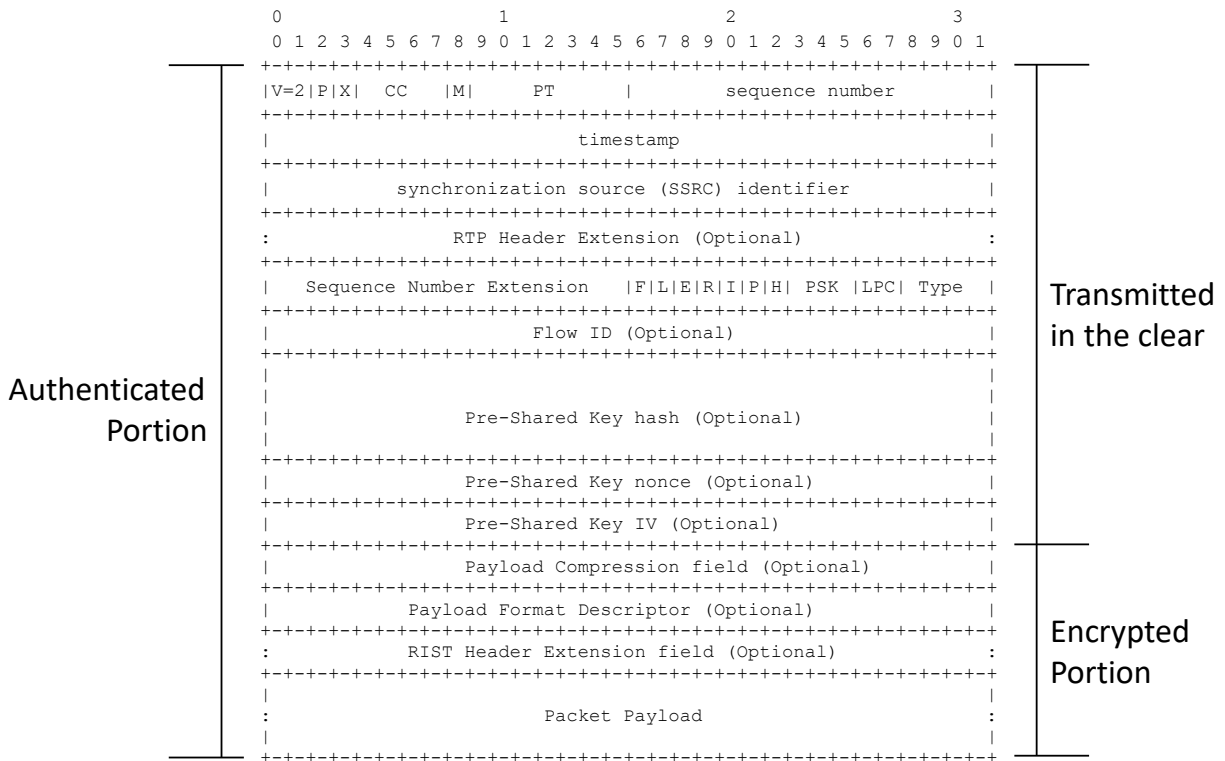 0                   1                   2                   3
0 1 2 3 4 5 6 7 8 9 0 1 2 3 4 5 6 7 8 9 0 1 2 3 4 5 6 7 8 9 0 1
+-+-+-+-+-+-+-+-+-+-+-+-+-+-+-+-+-+-+-+-+-+-+-+-+-+-+-+-+-+-+-+-+
|V=2|P|X|  CC   |M|     PT      |       sequence number         |
+-+-+-+-+-+-+-+-+-+-+-+-+-+-+-+-+-+-+-+-+-+-+-+-+-+-+-+-+-+-+-+-+
|                           timestamp                           |
+-+-+-+-+-+-+-+-+-+-+-+-+-+-+-+-+-+-+-+-+-+-+-+-+-+-+-+-+-+-+-+-+
|           synchronization source (SSRC) identifier            |
+-+-+-+-+-+-+-+-+-+-+-+-+-+-+-+-+-+-+-+-+-+-+-+-+-+-+-+-+-+-+-+-+
:                RTP Header Extension (Optional)                :
+-+-+-+-+-+-+-+-+-+-+-+-+-+-+-+-+-+-+-+-+-+-+-+-+-+-+-+-+-+-+-+-+
|   Sequence Number Extension   |F|L|E|R|I|P|H| PSK |LPC| Type  |
+-+-+-+-+-+-+-+-+-+-+-+-+-+-+-+-+-+-+-+-+-+-+-+-+-+-+-+-+-+-+-+-+
|                       Flow ID (Optional)                      |
+-+-+-+-+-+-+-+-+-+-+-+-+-+-+-+-+-+-+-+-+-+-+-+-+-+-+-+-+-+-+-+-+
|                                                               |
|                                                               |
|                 Pre-Shared Key hash (Optional)                |
|                                                               |
+-+-+-+-+-+-+-+-+-+-+-+-+-+-+-+-+-+-+-+-+-+-+-+-+-+-+-+-+-+-+-+-+
|                 Pre-Shared Key nonce (Optional)               |
+-+-+-+-+-+-+-+-+-+-+-+-+-+-+-+-+-+-+-+-+-+-+-+-+-+-+-+-+-+-+-+-+
|                 Pre-Shared Key IV (Optional)                  |
+-+-+-+-+-+-+-+-+-+-+-+-+-+-+-+-+-+-+-+-+-+-+-+-+-+-+-+-+-+-+-+-+
|                 Payload Compression field (Optional)          |
+-+-+-+-+-+-+-+-+-+-+-+-+-+-+-+-+-+-+-+-+-+-+-+-+-+-+-+-+-+-+-+-+
|            Payload Format Descriptor (Optional)               |
+-+-+-+-+-+-+-+-+-+-+-+-+-+-+-+-+-+-+-+-+-+-+-+-+-+-+-+-+-+-+-+-+
:            RIST Header Extension field (Optional)             :
+-+-+-+-+-+-+-+-+-+-+-+-+-+-+-+-+-+-+-+-+-+-+-+-+-+-+-+-+-+-+-+-+
|                                                               |
:                        Packet Payload                         :
|                                                               |
+-+-+-+-+-+-+-+-+-+-+-+-+-+-+-+-+-+-+-+-+-+-+-+-+-+-+-+-+-+-+-+-+
Authenticated
Portion
Transmitted
in the clear
Encrypted
Portion